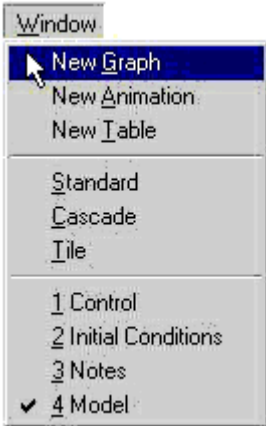 Window
New Graph
New Animation
New Table
Standard
Cascade
Tile
1 Control
2 Initial Conditions
3 Notes
4 Model